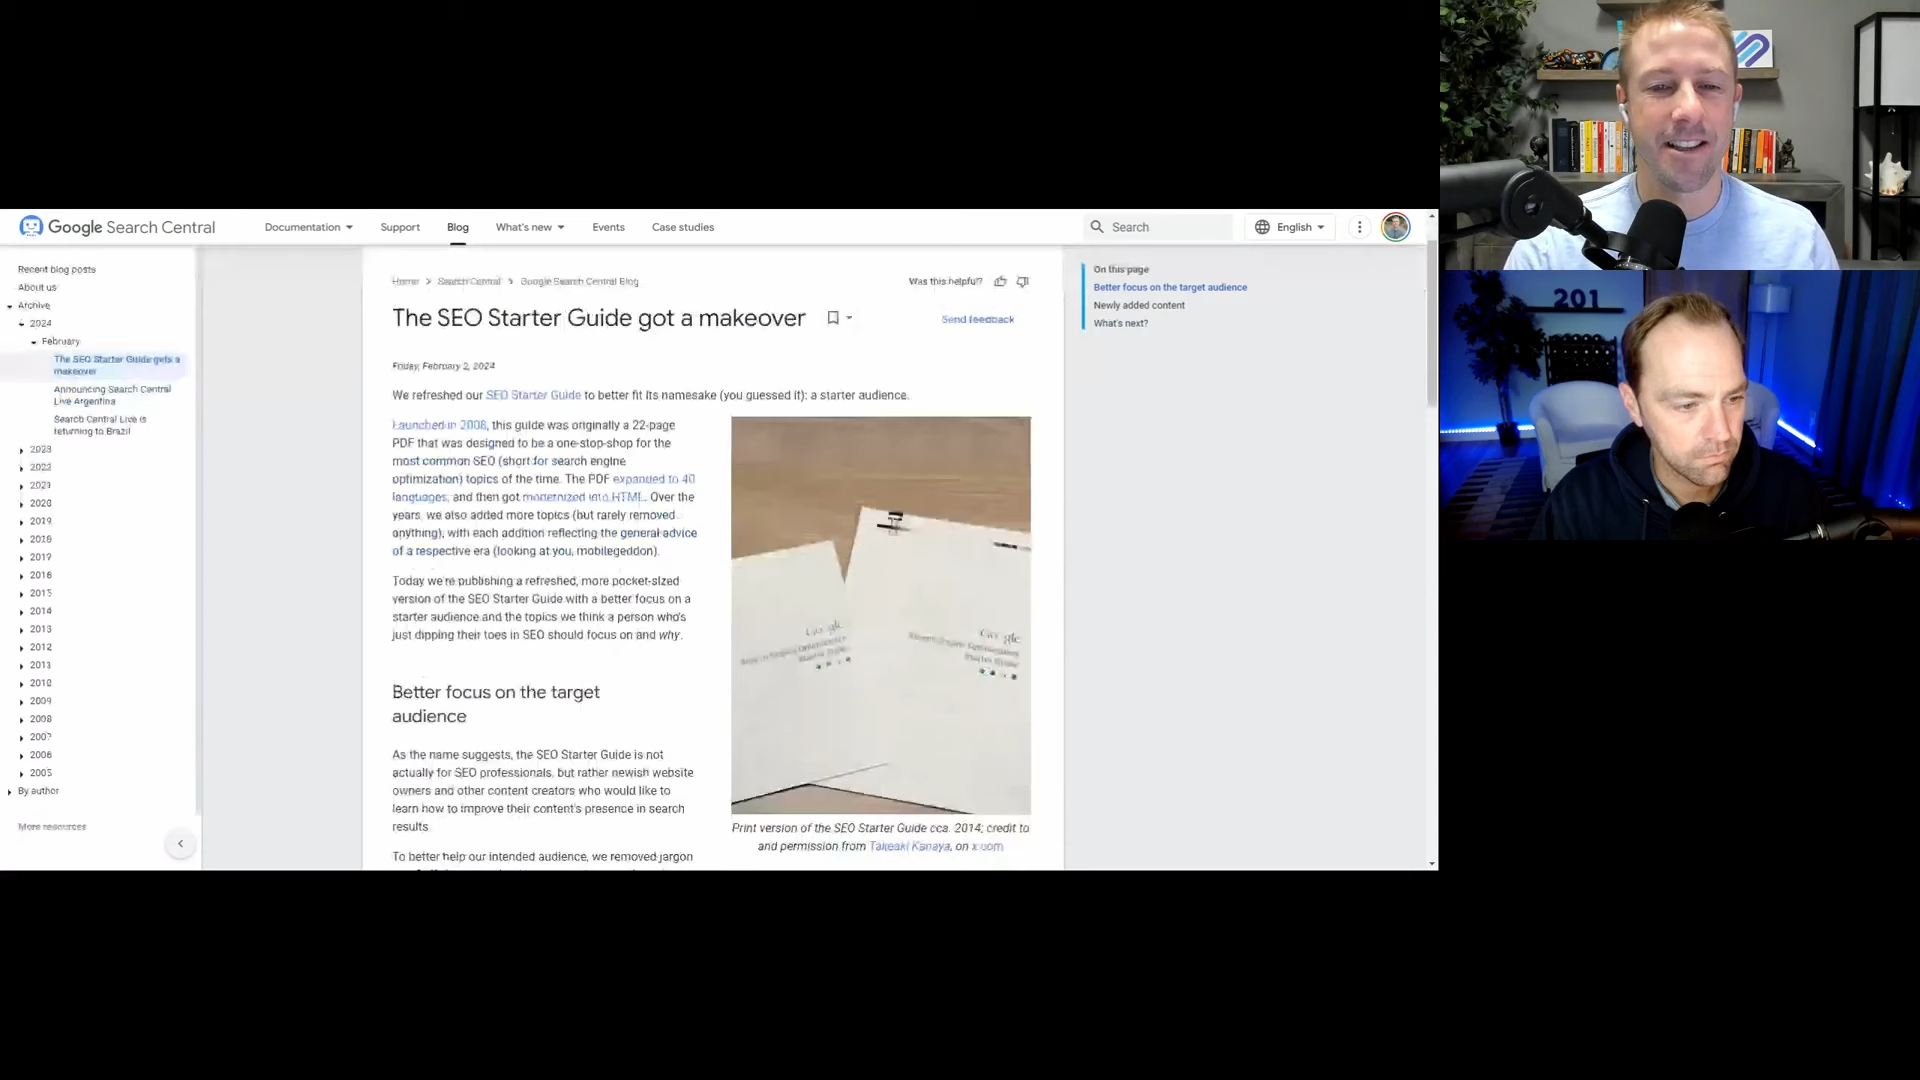 Google Search Central
Documentation
Support
Blog
What's new
Events
Case studies
Search
English
Recent blog posts
About us
Archive
2024
February
The SEO Starter Guide gets a
makeover
Announcing Search Central
Live Argentina
Search Central Live is
returning to Brazil
2023
2022
2021
2020
2019
2018
2017
2016
2015
2014
2013
2012
2011
2010
2009
2008
2007
2006
2005
By author
More resources
Home > Search Central > Google Search Central Blog
Was this helpful?
The SEO Starter Guide got a makeover
Send feedback
Friday, February 2, 2024
We refreshed our SEO Starter Guide to better fit its namesake (you guessed it): a starter audience.
Launched in 2008, this guide was originally a 22-page
PDF that was designed to be a one-stop-shop for the
most common SEO (short for search engine
optimization) topics of the time. The PDF expanded to 40
languages, and then got modernized into HTML. Over the
years, we also added more topics (but rarely removed
anything), with each addition reflecting the general advice
of a respective era (looking at you, mobilegeddon).
Today we're publishing a refreshed, more pocket-sized
version of the SEO Starter Guide with a better focus on a
starter audience and the topics we think a person who's
just dipping their toes in SEO should focus on and why.
Better focus on the target
audience
As the name suggests, the SEO Starter Guide is not
actually for SEO professionals, but rather newish website
owners and other content creators who would like to
learn how to improve their content's presence in search
results.
To better help our intended audience, we removed jargon
Google
Starter Guide
Google
Search Engine Optimization
Starter Guide
Print version of the SEO Starter Guide cca. 2014; credit to
and permission from Takeaki Kanaya, on x.com
On this page
Better focus on the target audience
Newly added content
What's next?
201